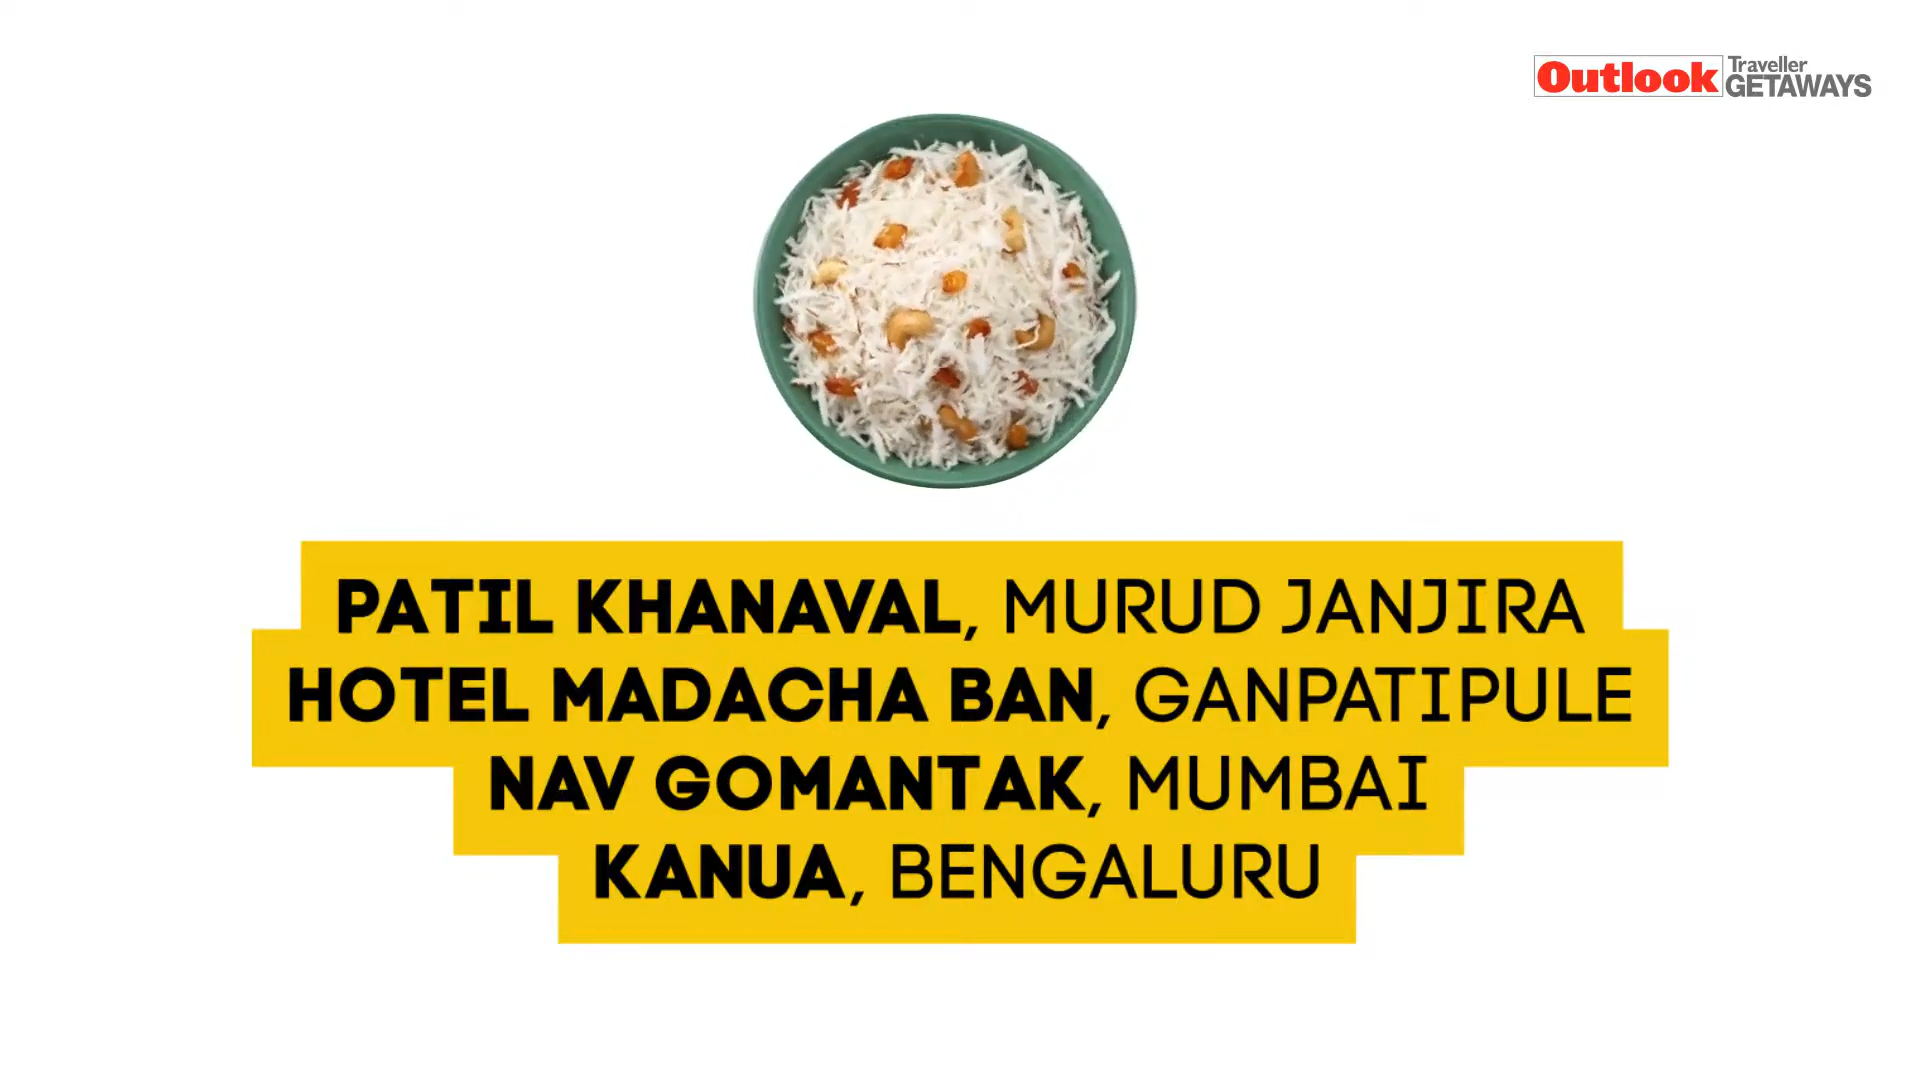 Outlook Traveller
GETAWAYS
PATIL KHANAVAL, MURUD JANJIRA
HOTEL MADACHA BAN, GANPATIPULE
NAV GOMANTAK, MUMBAI
KANUA, BENGALURU